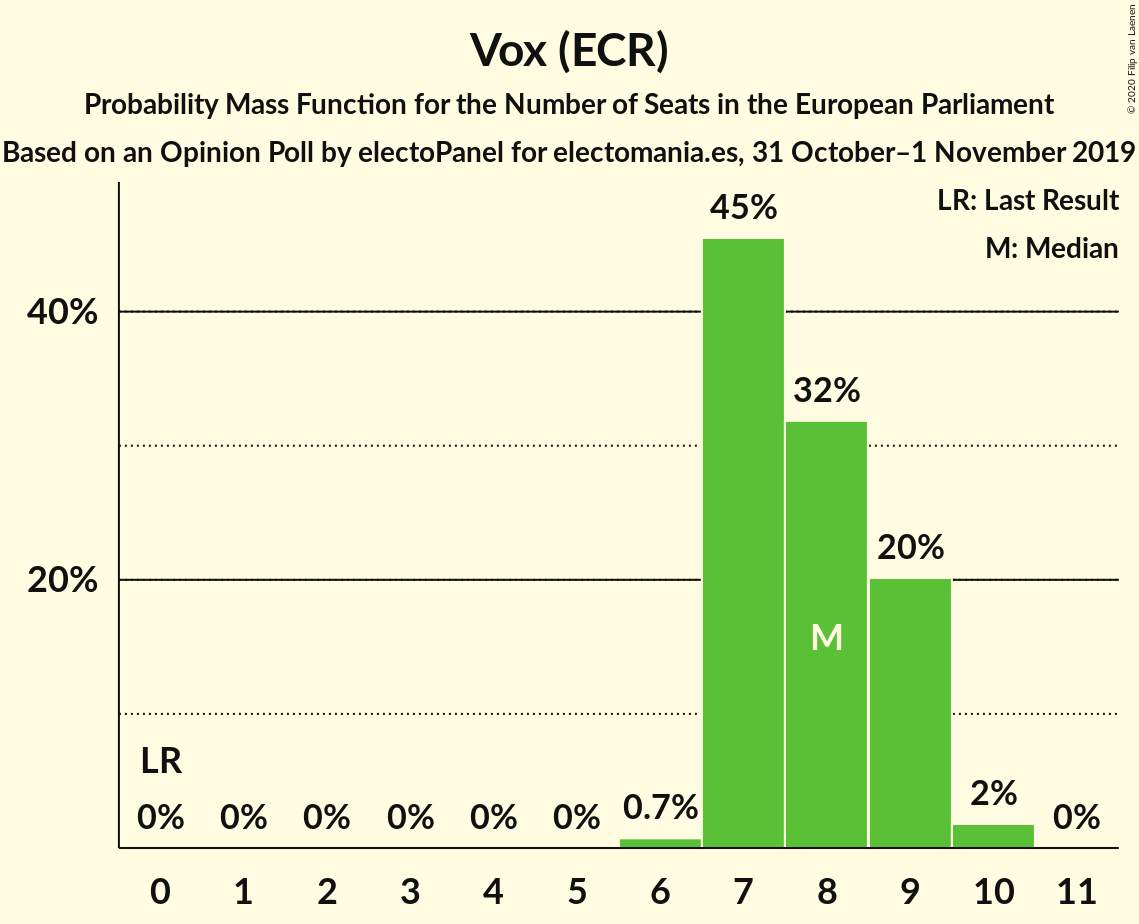 Vox (ECR)
Probability Mass Function for the Number of Seats in the European Parliament
Based on an Opinion Poll by electoPanel for electomania.es, 31 October–1 November 2019
© 2020 Filip van Laenen
LR: Last Result
M: Median
45%
40%
32%
20%
20%
M
LR
0% 0% 0% 0% 0% 0% 0.7% 2% 0%
0 1 2 3 4 5 6 7 8 9 10 11